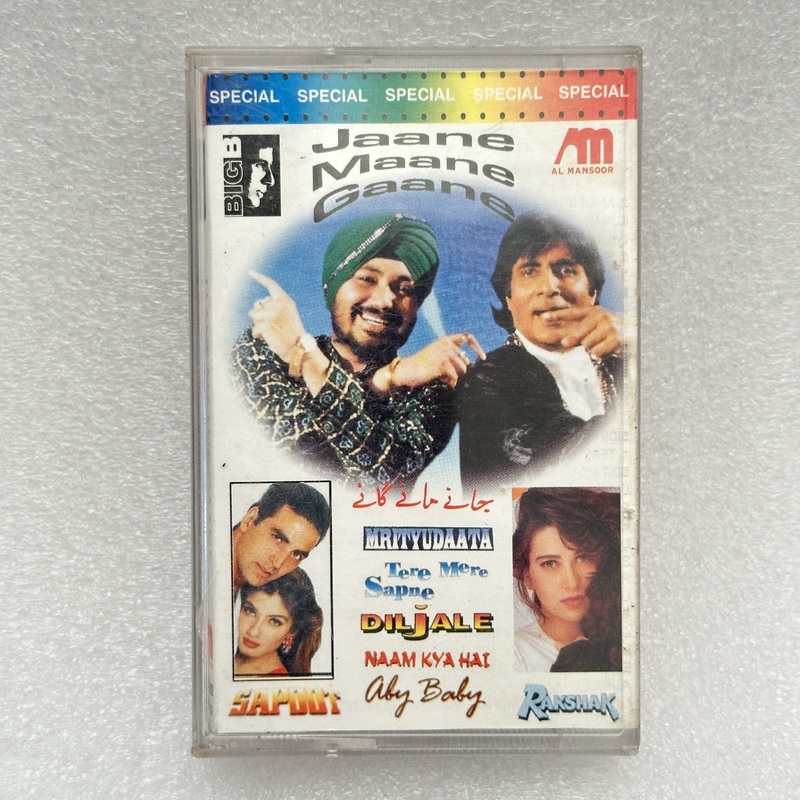 SPECIAL SPECIAL SPECIAL SPECIAL SPECIAL
BIG B
Jaane
Maane
Gaane
AM
AL MANSOOR
جانے مانے گانے
MRITYUDAATA
Tere Mere
Sapne
DILJALE
NAAM KYA HAI
Aby Baby
SAPOOT
RAKSHAK